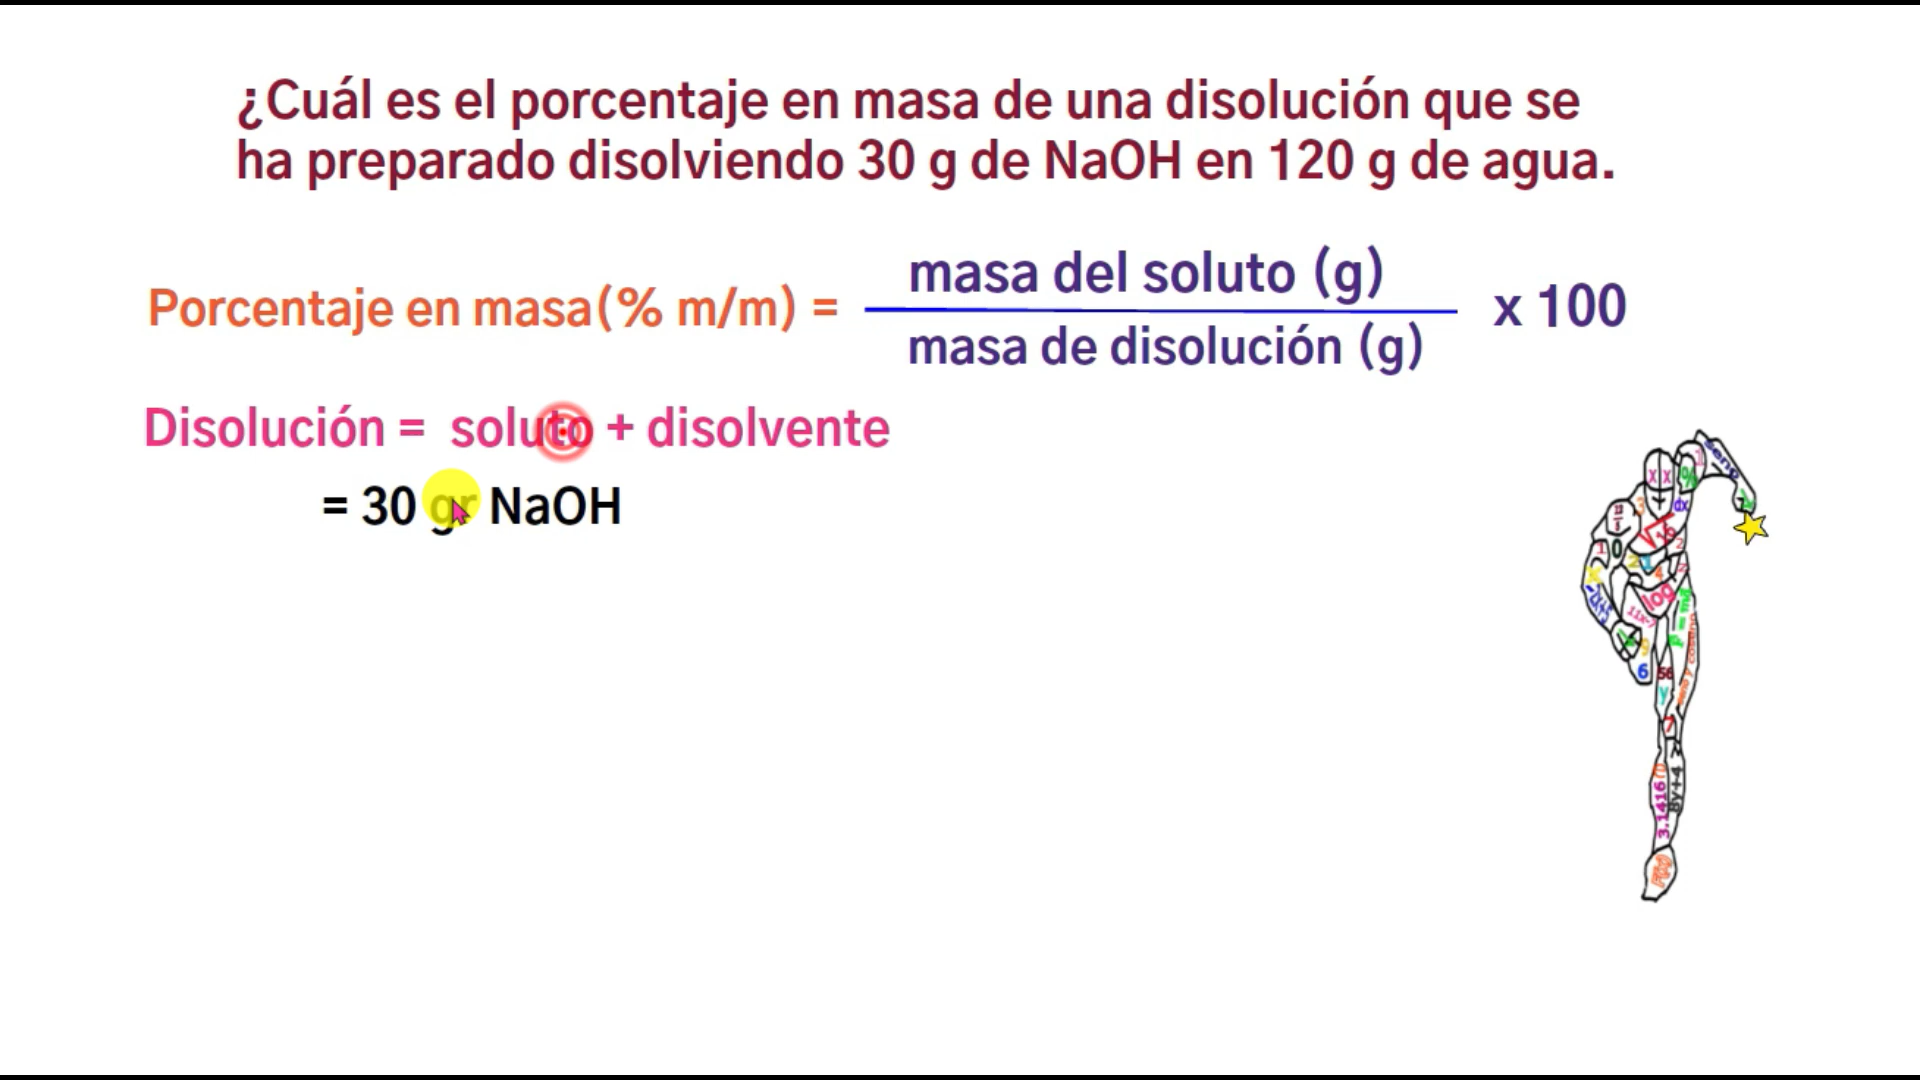 ¿Cuál es el porcentaje en masa de una disolución que se
ha preparado disolviendo 30 g de NaOH en 120 g de agua.
Porcentaje en masa(% m/m) = masa del soluto (g)
masa de disolución (g) x 100
Disolución = soluto + disolvente
= 30 gr NaOH